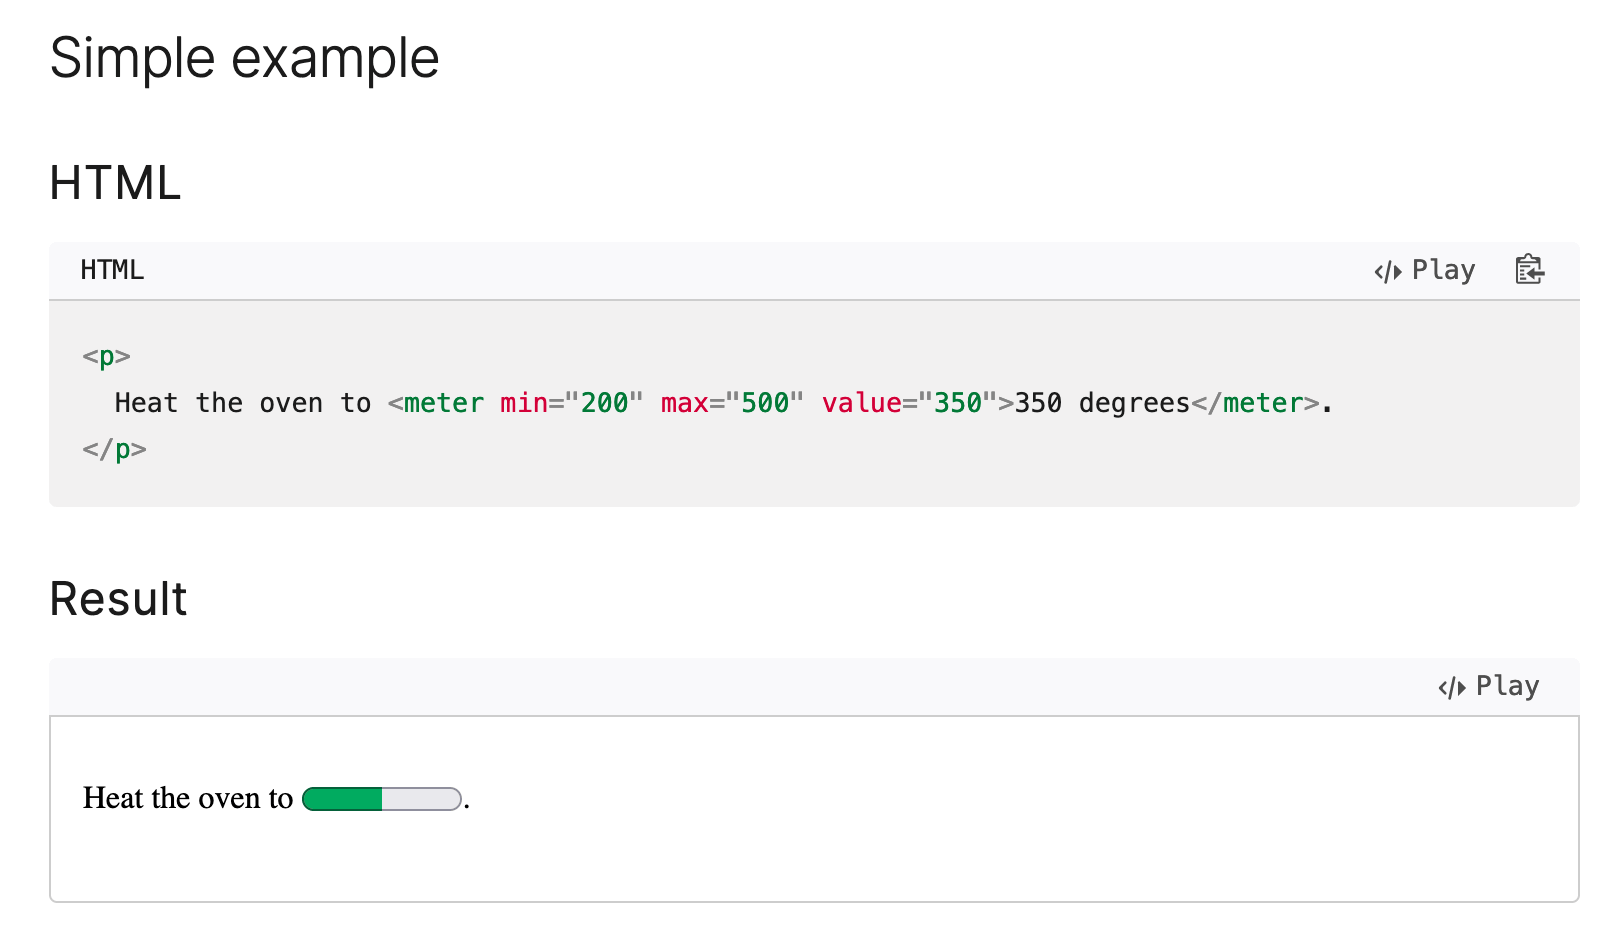 Simple example
HTML
HTML
Play
<p>
Heat the oven to <meter min="200" max="500" value="350">350 degrees</meter>.
</p>
Result
Play
Heat the oven to .